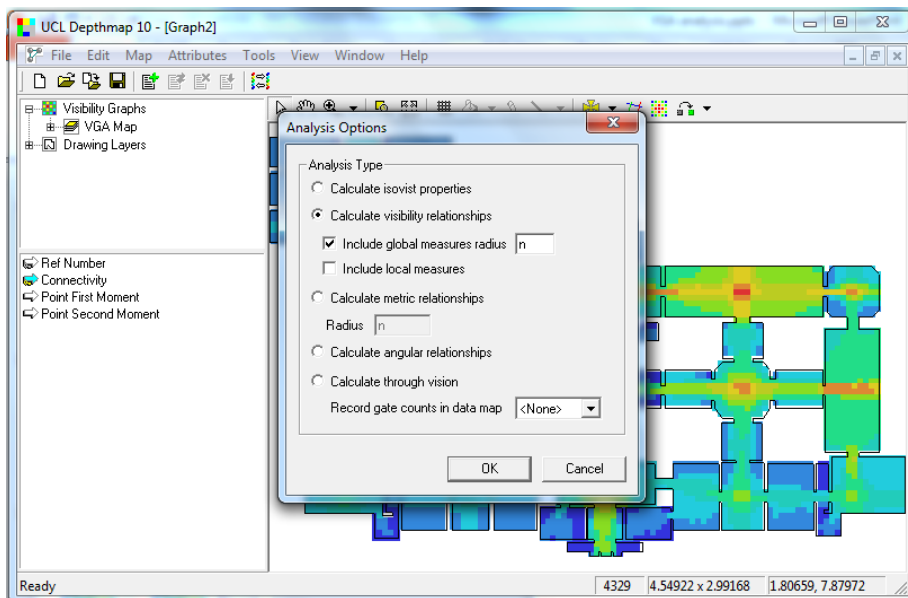 UCL Depthmap 10 - [Graph2]
File Edit Map Attributes Tools View Window Help
Visibility Graphs
VGA Map
Drawing Layers
Ref Number
Connectivity
Point First Moment
Point Second Moment
Analysis Options
Analysis Type
Calculate isovist properties
Calculate visibility relationships
Include global measures radius n
Include local measures
Calculate metric relationships
Radius n
Calculate angular relationships
Calculate through vision
Record gate counts in data map <None>
OK Cancel
Ready 4329 4.54922 x 2.99168 1.80659, 7.87972